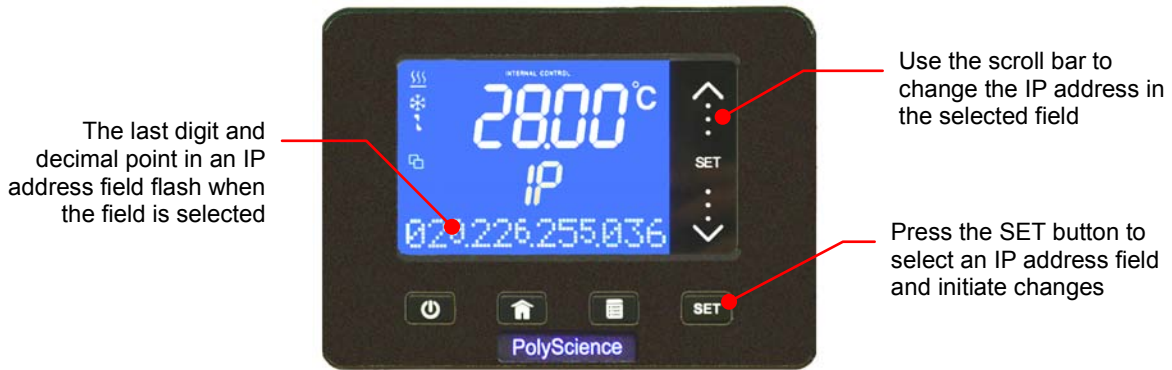 Use the scroll bar to
change the IP address in
the selected field
The last digit and
decimal point in an IP
address field flash when
the field is selected
INTERNAL CONTROL
28.00°C
IP
020.226.255.036
SET
Press the SET button to
select an IP address field
and initiate changes
SET
PolyScience